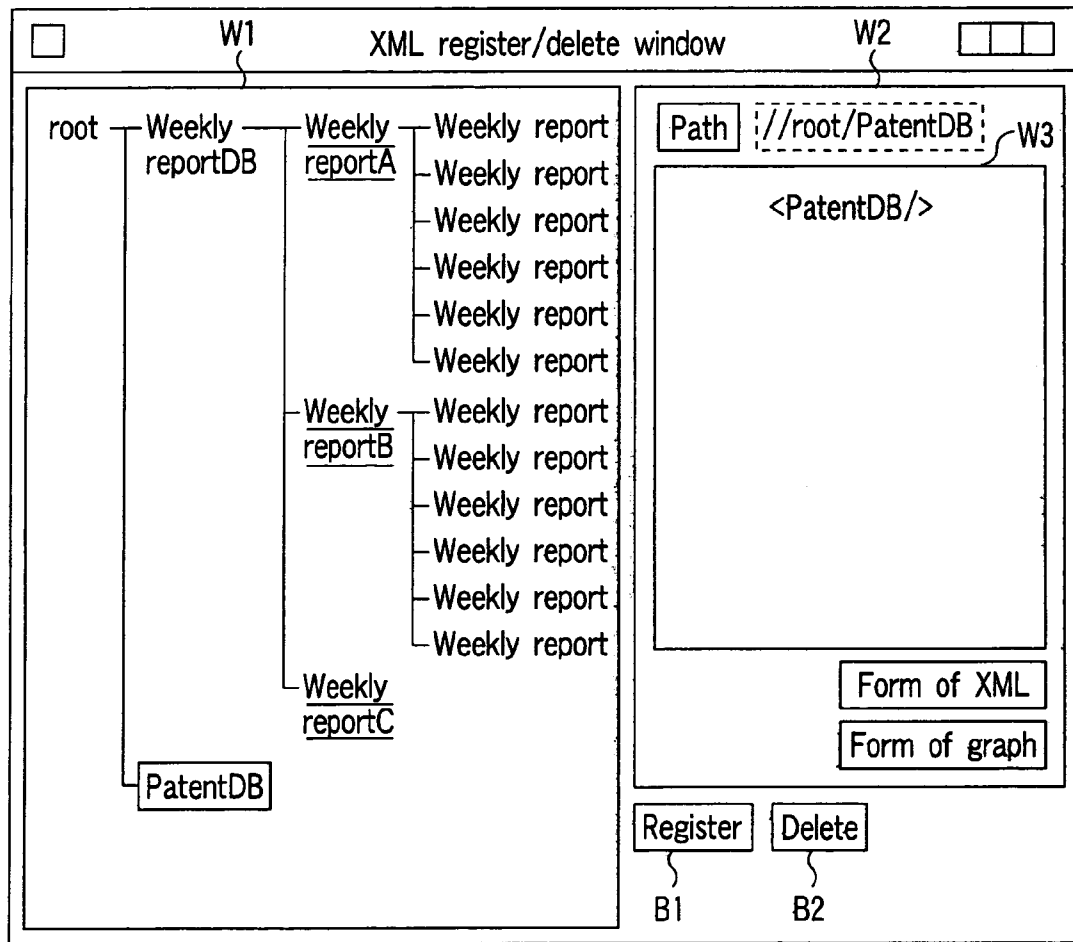 W1
XML register/delete window
W2
root
Weekly
reportDB
Weekly
reportA
Weekly report
Weekly report
Weekly report
Weekly report
Weekly report
Weekly report
Weekly
reportB
Weekly report
Weekly report
Weekly report
Weekly report
Weekly report
Weekly report
Weekly
reportC
PatentDB
Path
//root/PatentDB
W3
<PatentDB/>
Form of XML
Form of graph
Register
Delete
B1
B2